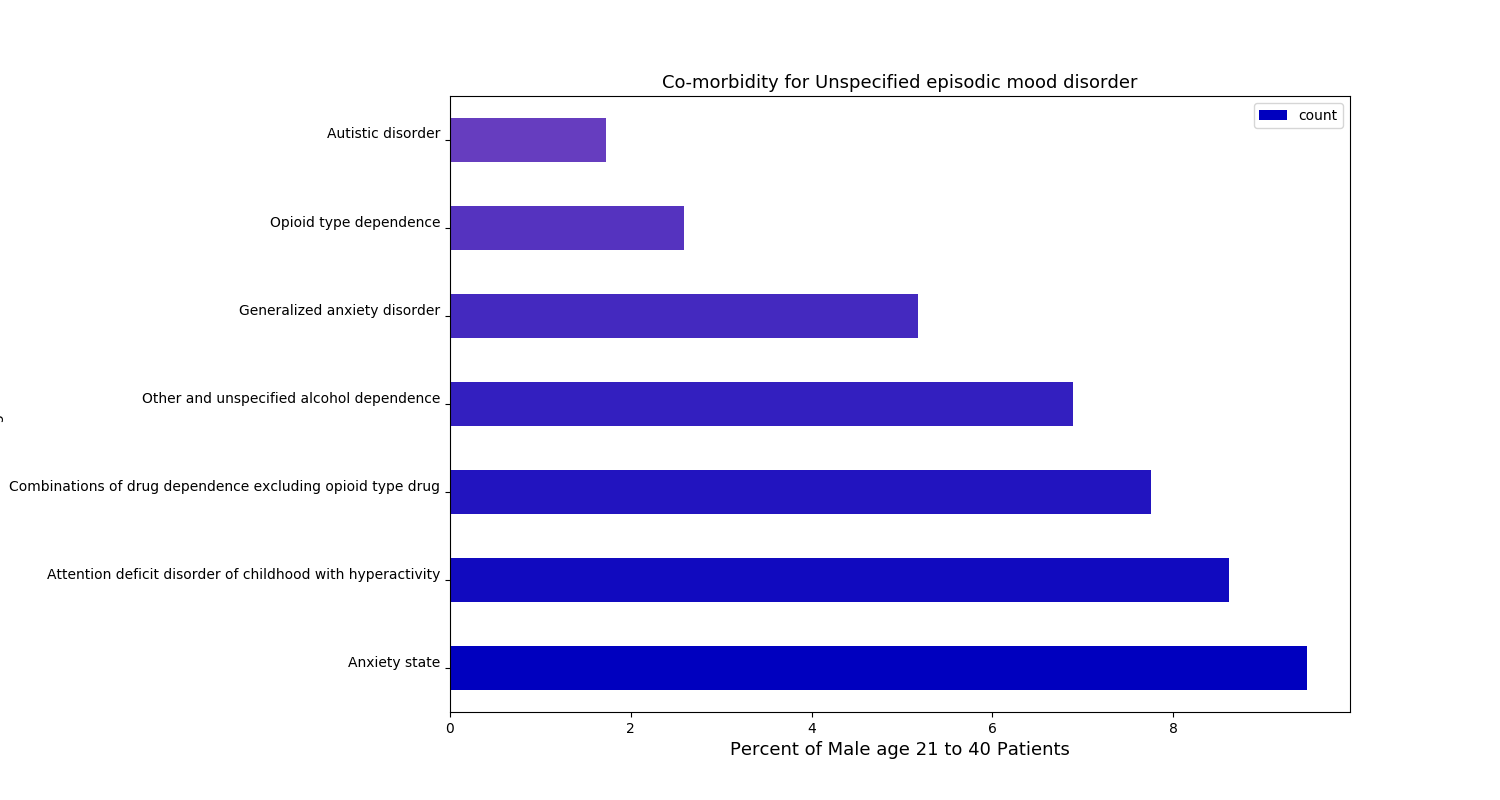 Co-morbidity for Unspecified episodic mood disorder
count
Autistic disorder
Opioid type dependence
Generalized anxiety disorder
Other and unspecified alcohol dependence
Combinations of drug dependence excluding opioid type drug
Attention deficit disorder of childhood with hyperactivity
Anxiety state
0 2 4 6 8
Percent of Male age 21 to 40 Patients